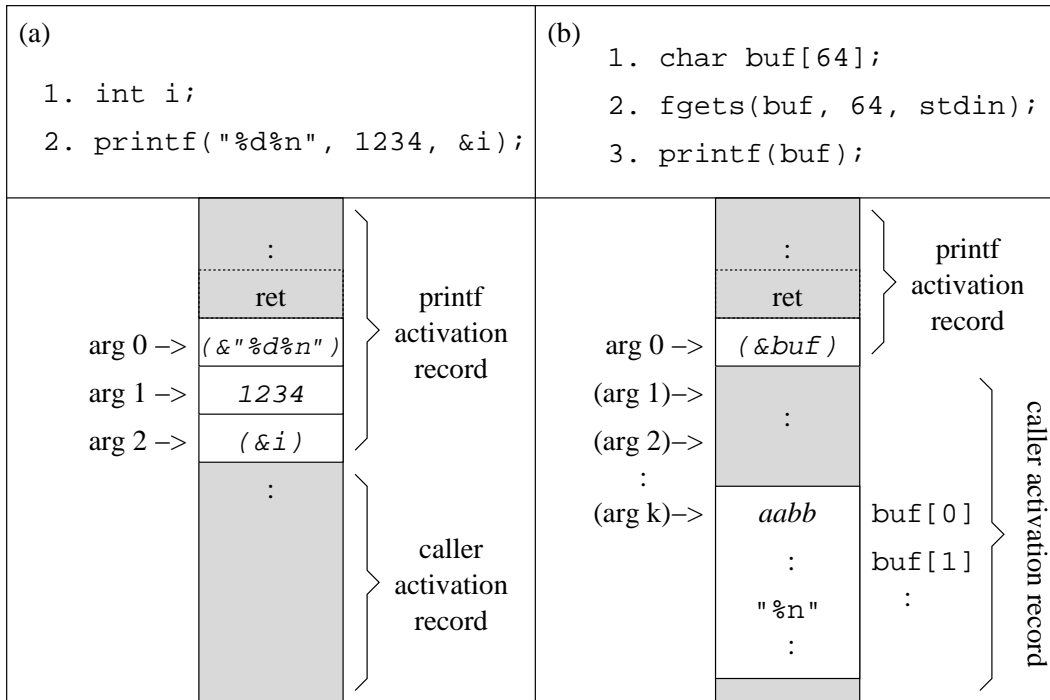 (a)
1. int i;
2. printf("%d%n", 1234, &i);
(b)
1. char buf[64];
2. fgets(buf, 64, stdin);
3. printf(buf);
:
ret
arg 0 –> (&"%d%n")
arg 1 –> 1234
arg 2 –> (&i)
:
printf
activation
record
caller
activation
record
:
ret
arg 0 –> (&buf)
(arg 1)–>
:
(arg 2)–>
:
(arg k)–> aabb buf[0]
: buf[1]
"%n" :
:
printf
activation
record
caller activation record